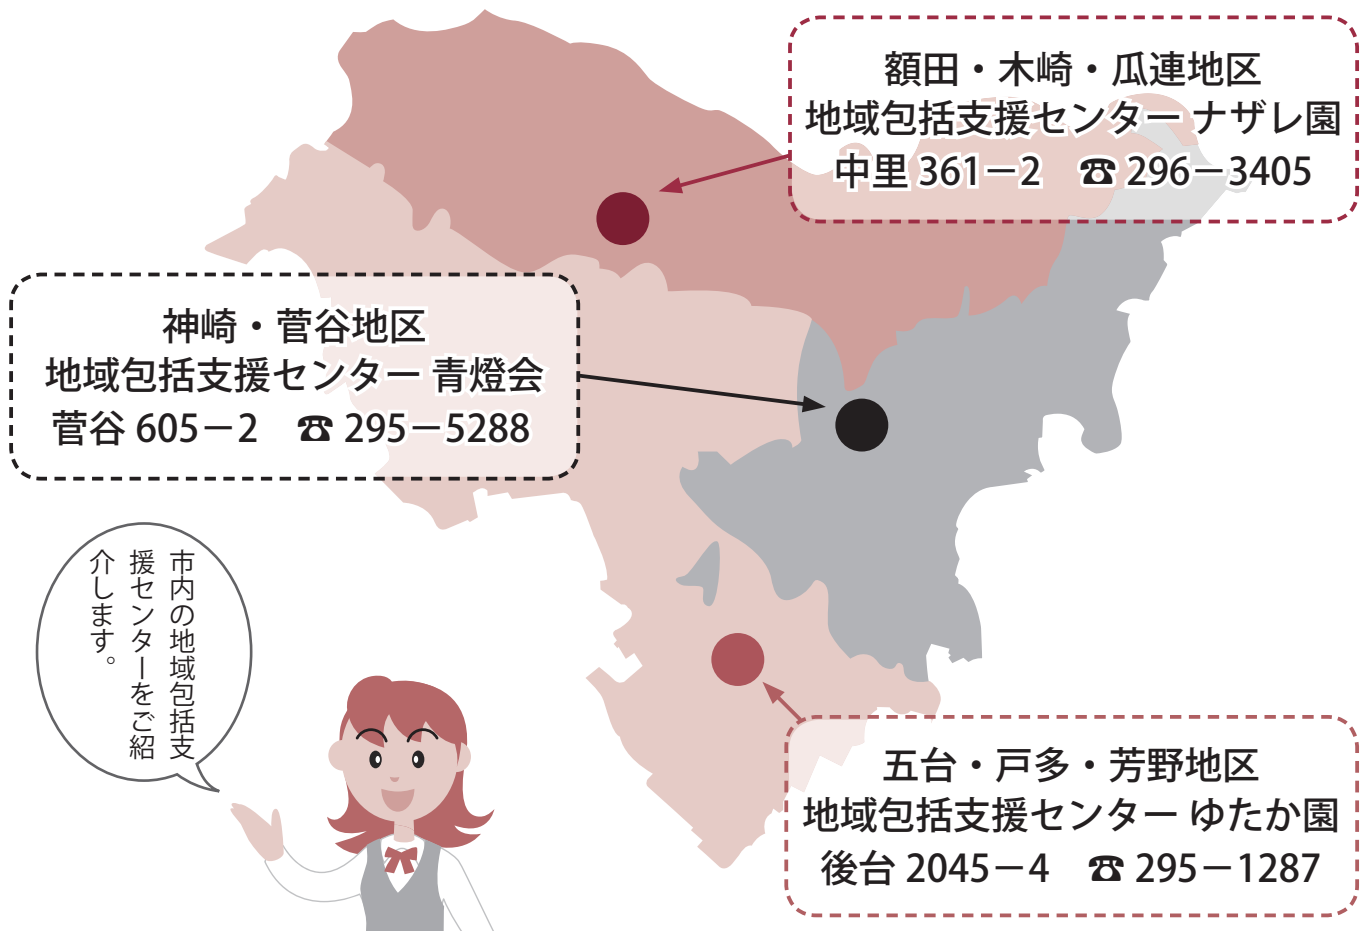 額田・木崎・瓜連地区
地域包括支援センター ナザレ園
中里 361－2 ☎ 296－3405
神崎・菅谷地区
地域包括支援センター 青燈会
菅谷 605－2 ☎ 295－5288
市内の地域包括支
援センターをご紹
介します。
五台・戸多・芳野地区
地域包括支援センター ゆたか園
後台 2045－4 ☎ 295－1287